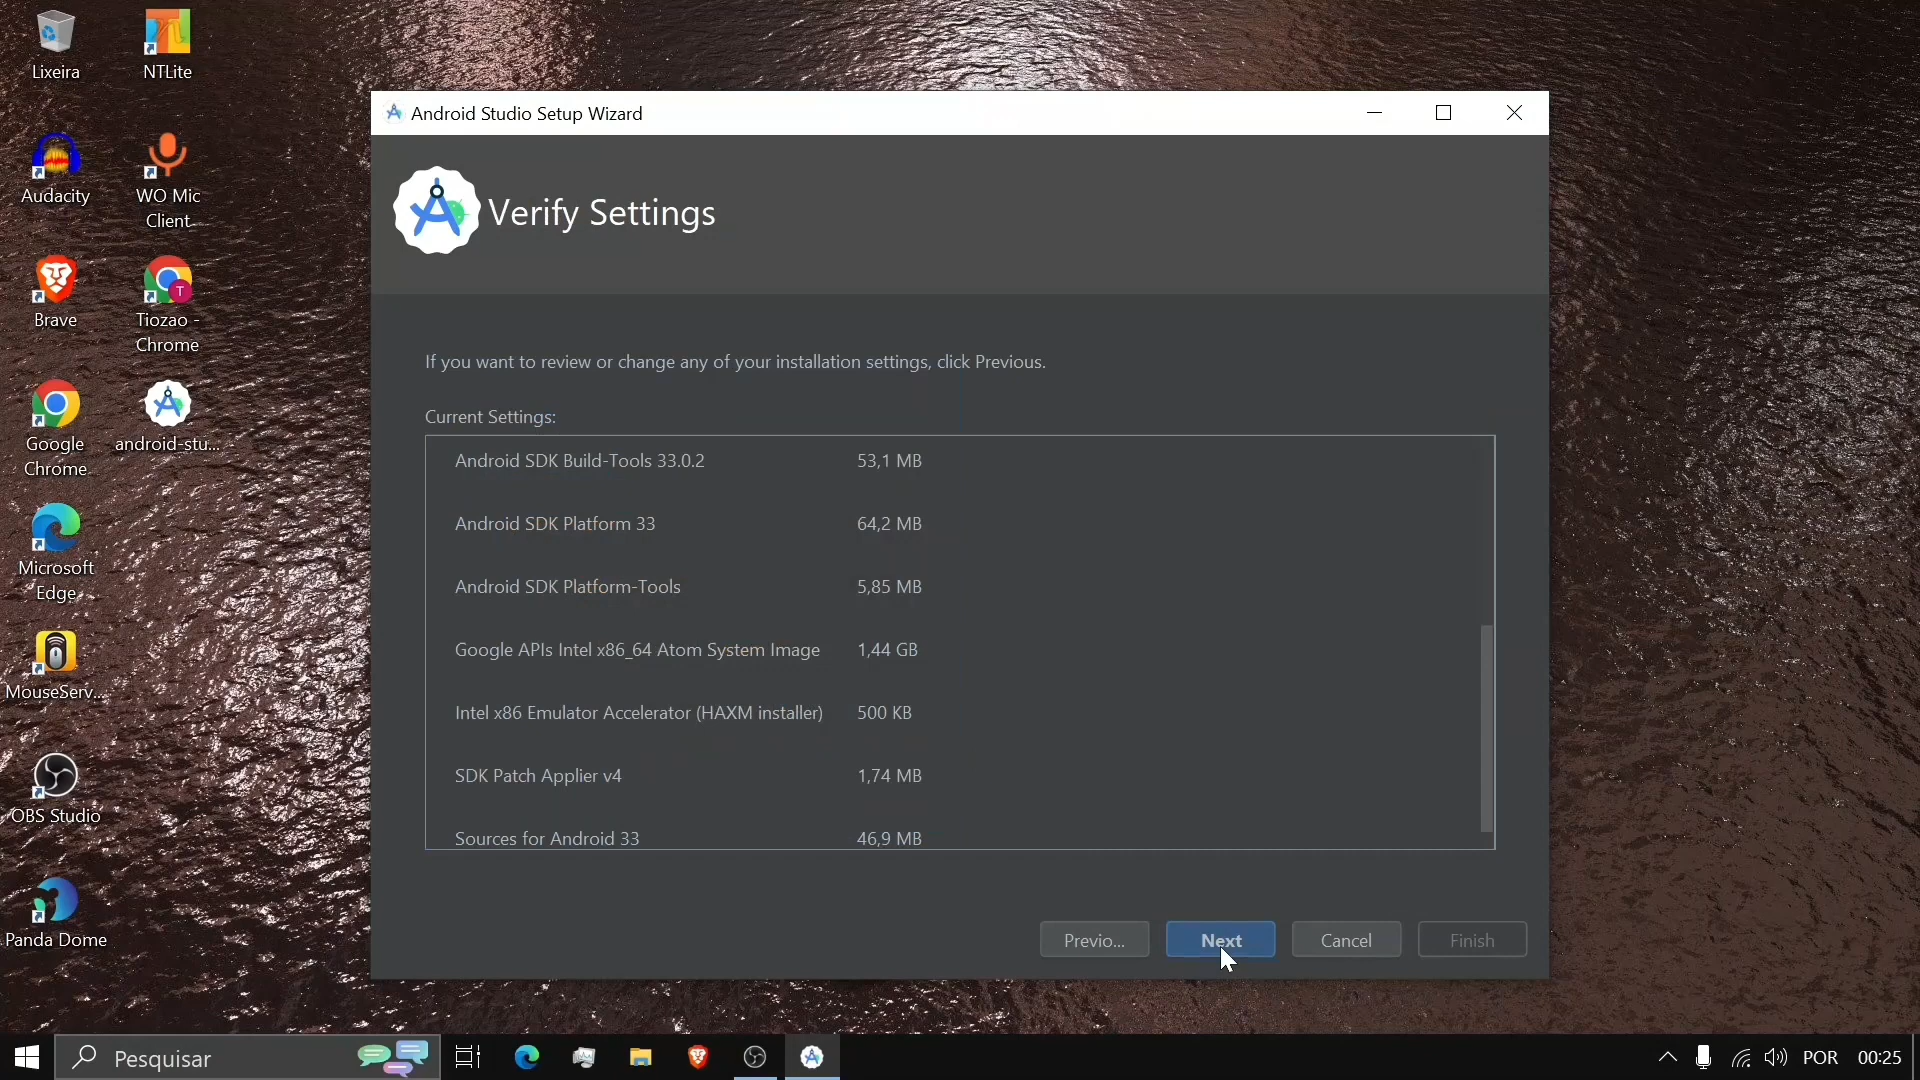 Lixeira
NTLite
Audacity
WO Mic
Client
Brave
Tiozao -
Chrome
Google
Chrome
android-stu...
Microsoft
Edge
MouseServ...
OBS Studio
Panda Dome
Android Studio Setup Wizard
Verify Settings
If you want to review or change any of your installation settings, click Previous.
Current Settings:
Android SDK Build-Tools 33.0.2 53,1 MB
Android SDK Platform 33 64,2 MB
Android SDK Platform-Tools 5,85 MB
Google APIs Intel x86_64 Atom System Image 1,44 GB
Intel x86 Emulator Accelerator (HAXM installer) 500 KB
SDK Patch Applier v4 1,74 MB
Sources for Android 33 46,9 MB
Previo... Next Cancel Finish
Pesquisar
POR 00:25
T